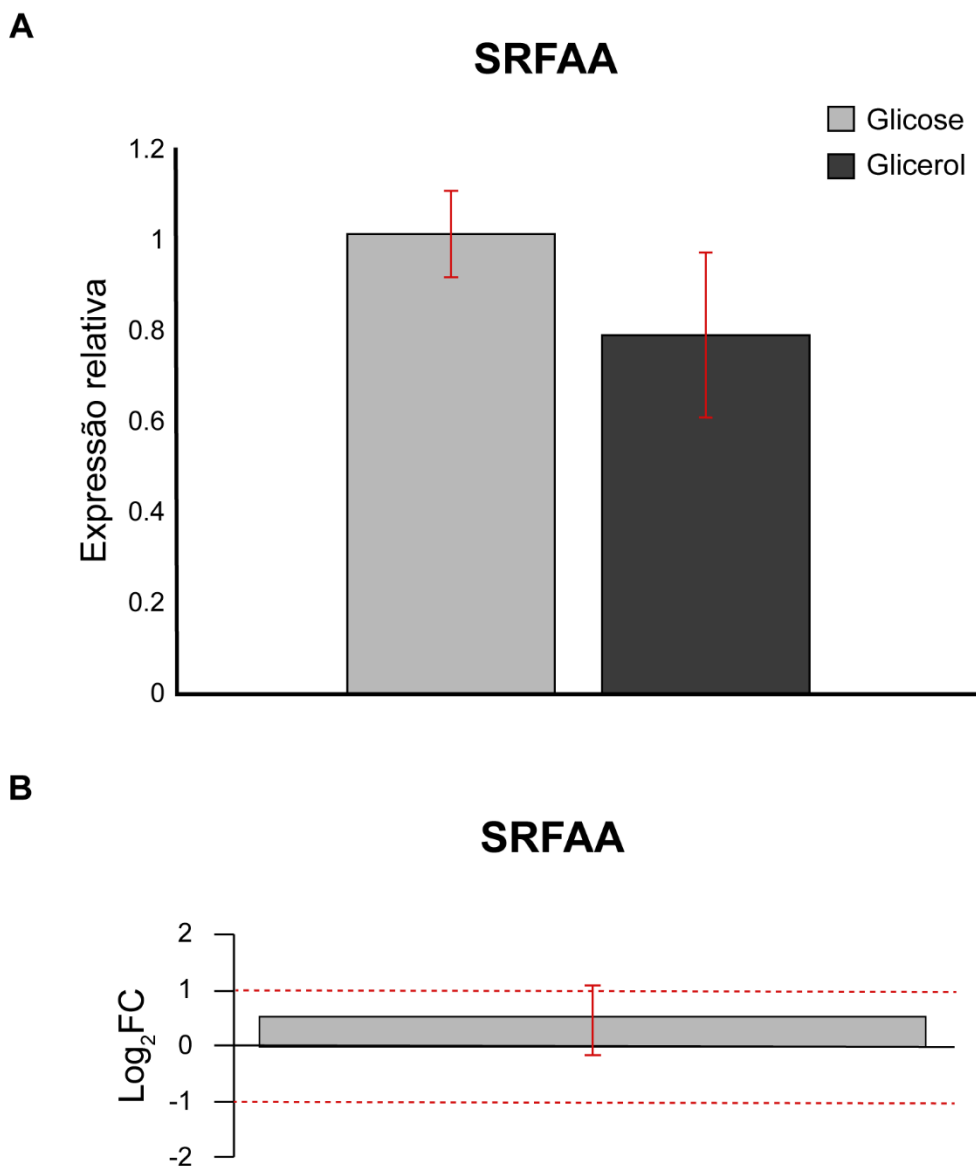 A
SRFAA
Glicose
Glicerol
Expressão relativa
1.2
1
0.8
0.6
0.4
0.2
0
B
SRFAA
Log₂FC
2
1
0
-1
-2